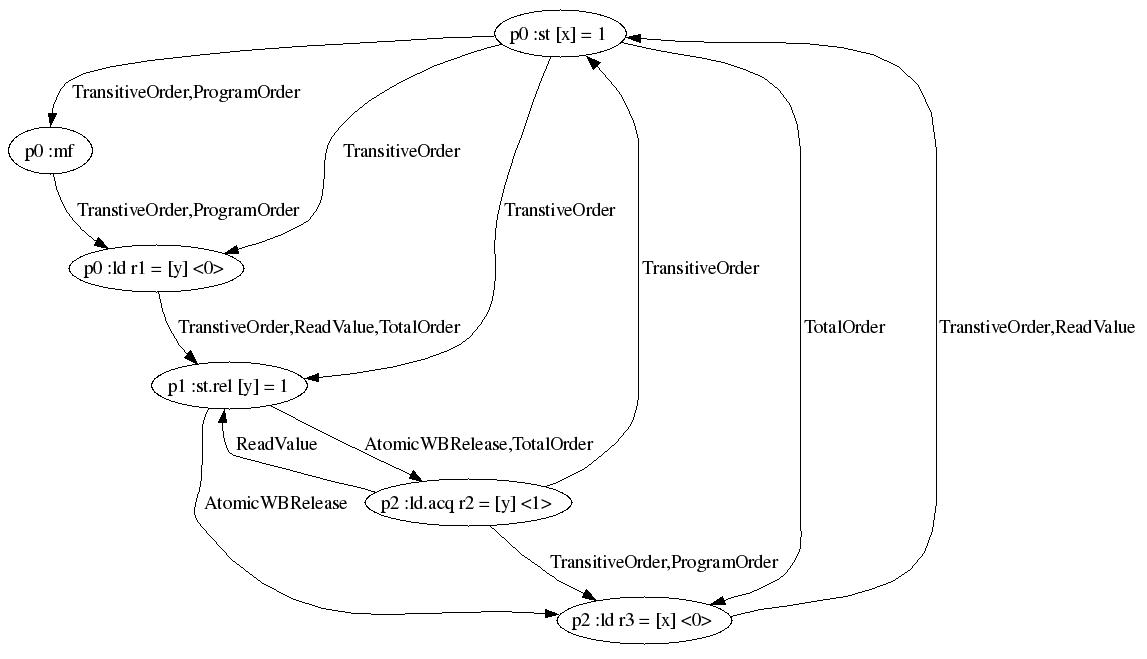 p0 :st [x] = 1
TransitiveOrder,ProgramOrder
p0 :mf
TransitiveOrder
TranstiveOrder,ProgramOrder
TranstiveOrder
p0 :ld r1 = [y] <0>
TransitiveOrder
TranstiveOrder,ReadValue,TotalOrder
TotalOrder
TranstiveOrder,ReadValue
p1 :st.rel [y] = 1
ReadValue
AtomicWBRelease,TotalOrder
AtomicWBRelease
p2 :ld.acq r2 = [y] <1>
TransitiveOrder,ProgramOrder
p2 :ld r3 = [x] <0>